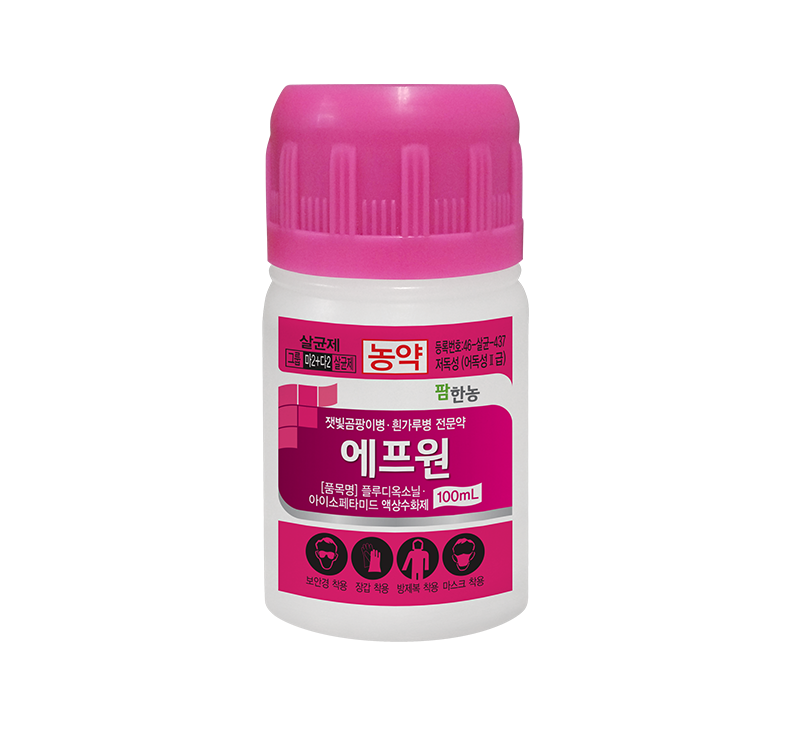 살균제
그룹 마2+다2 살균제
농약
등록번호:46-살균-437
저독성 (어독성Ⅱ급)
팜한농
잿빛곰팡이병·흰가루병 전문약
에프원
[품목명] 플루디옥소닐·
아이소페타미드 액상수화제
100mL
보안경 착용 장갑 착용 방제복 착용 마스크 착용